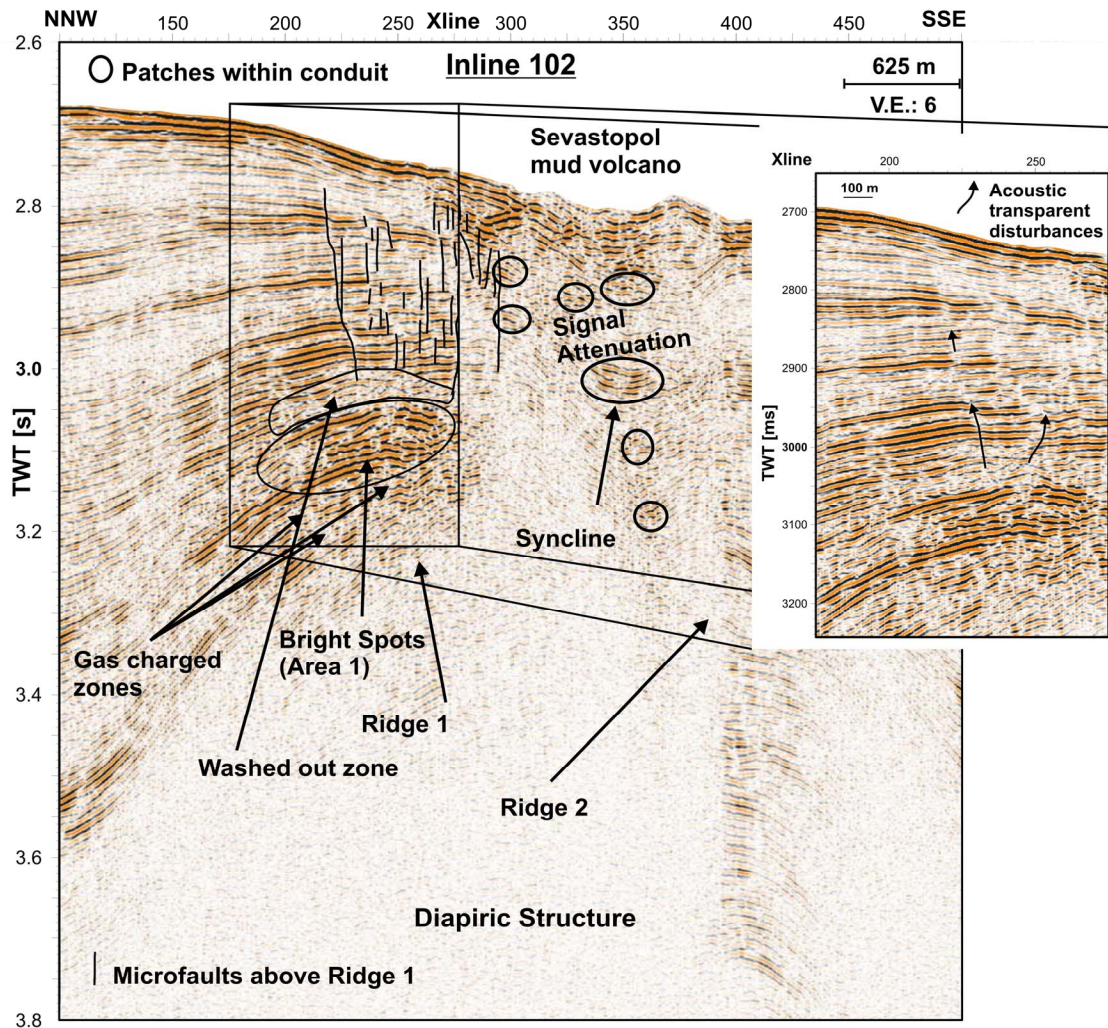 NNW 200 250 Xline 300 350 400 450 SSE
2.6
Patches within conduit
Inline 102
625 m
V.E.: 6
Sevastopol
mud volcano
Xline
200
250
100 m
Acoustic
transparent
disturbances
2700
2.8
2800
2900
3000
3100
3200
TWT [ms]
Signal
Attenuation
3.0
TWT [s]
3.2
Syncline
Bright Spots
(Area 1)
Gas charged
zones
3.4
Ridge 1
Washed out zone
Ridge 2
3.6
Diapiric Structure
Microfaults above Ridge 1
3.8